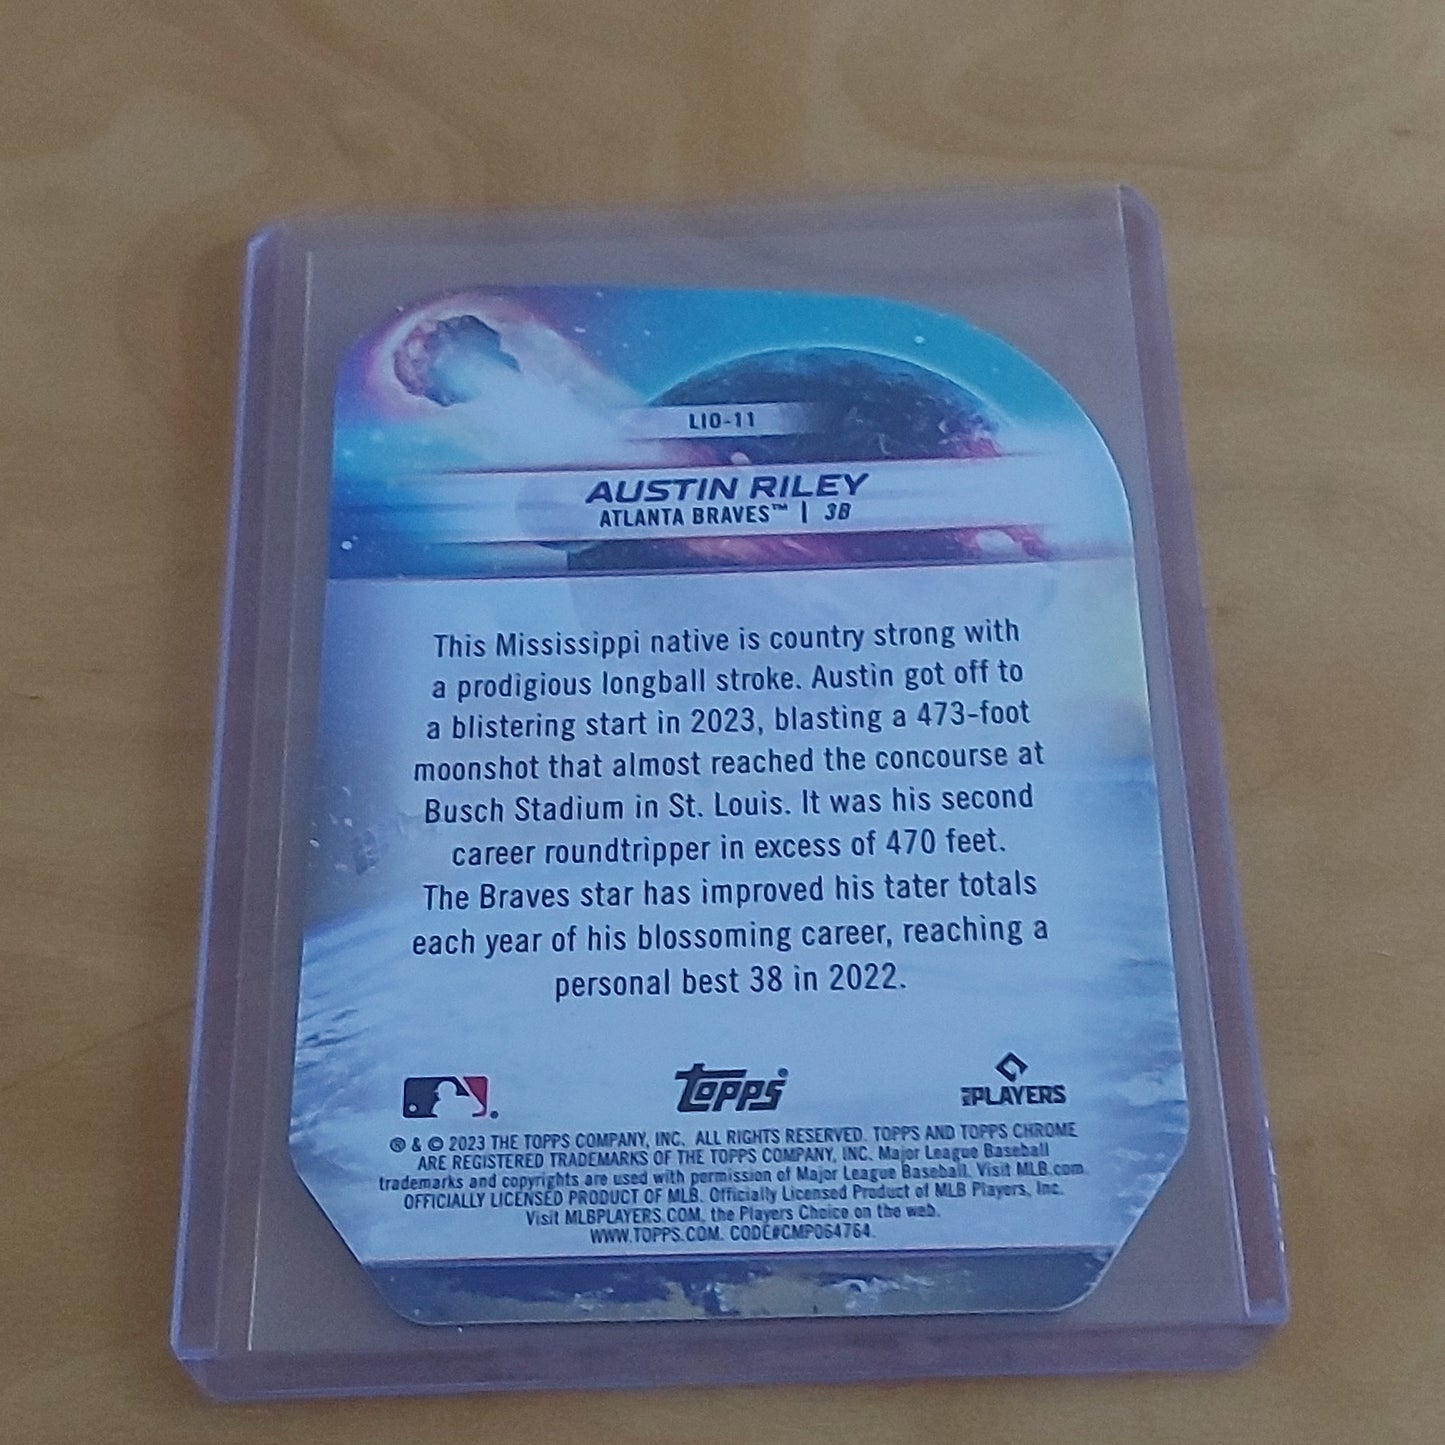 LIO-11
AUSTIN RILEY
ATLANTA BRAVES™ | 3B
This Mississippi native is country strong with
a prodigious longball stroke. Austin got off to
a blistering start in 2023, blasting a 473-foot
moonshot that almost reached the concourse at
Busch Stadium in St. Louis. It was his second
career roundtripper in excess of 470 feet.
The Braves star has improved his tater totals
each year of his blossoming career, reaching a
personal best 38 in 2022.
topps
MLB PLAYERS
® & © 2023 THE TOPPS COMPANY, INC. ALL RIGHTS RESERVED. TOPPS AND TOPPS CHROME
ARE REGISTERED TRADEMARKS OF THE TOPPS COMPANY, INC. Major League Baseball
trademarks and copyrights are used with permission of Major League Baseball. Visit MLB.com.
OFFICIALLY LICENSED PRODUCT OF MLB. Officially Licensed Product of MLB Players, Inc.
Visit MLBPLAYERS.COM, the Players Choice on the web.
WWW.TOPPS.COM. CODE#CMP064764.